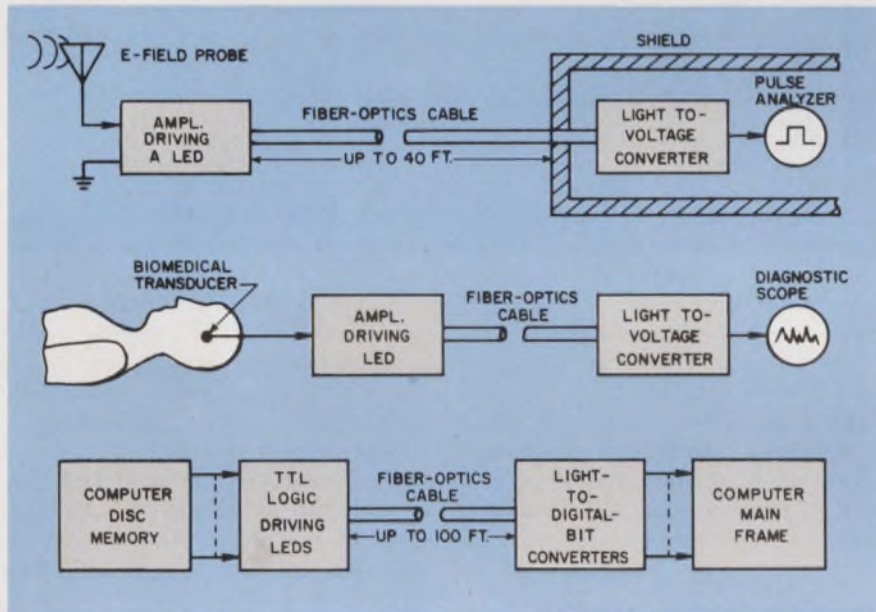 E-FIELD PROBE
AMPL.
DRIVING
A LED
FIBER-OPTICS CABLE
UP TO 40 FT.
SHIELD
LIGHT TO-
VOLTAGE
CONVERTER
PULSE
ANALYZER
BIOMEDICAL
TRANSDUCER
AMPL.
DRIVING
LED
FIBER-OPTICS
CABLE
LIGHT TO-
VOLTAGE
CONVERTER
DIAGNOSTIC
SCOPE
COMPUTER
DISC
MEMORY
TTL
LOGIC
DRIVING
LEDS
FIBER-OPTICS
CABLE
UP TO 100 FT.
LIGHT-
TO-
DIGITAL-
BIT
CONVERTERS
COMPUTER
MAIN
FRAME